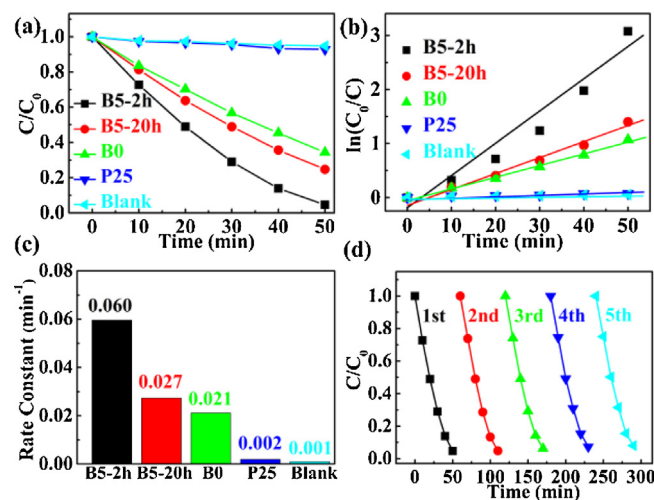 (a)
C/C0
1.0
0.8
0.6
0.4
0.2
0.0
B5-2h
B5-20h
B0
P25
Blank
0 10 20 30 40 50
Time (min)
(b)
ln(C0/C)
3
2
1
0
B5-2h
B5-20h
B0
P25
Blank
0 10 20 30 40 50
Time (min)
(c)
Rate Constant (min-1)
0.08
0.06
0.04
0.02
0.00
0.060
0.027
0.021
0.002
0.001
B5-2h B5-20h B0 P25 Blank
(d)
C/C0
1.0
0.8
0.6
0.4
0.2
0.0
1st 2nd 3rd 4th 5th
0 50 100 150 200 250 300
Time (min)